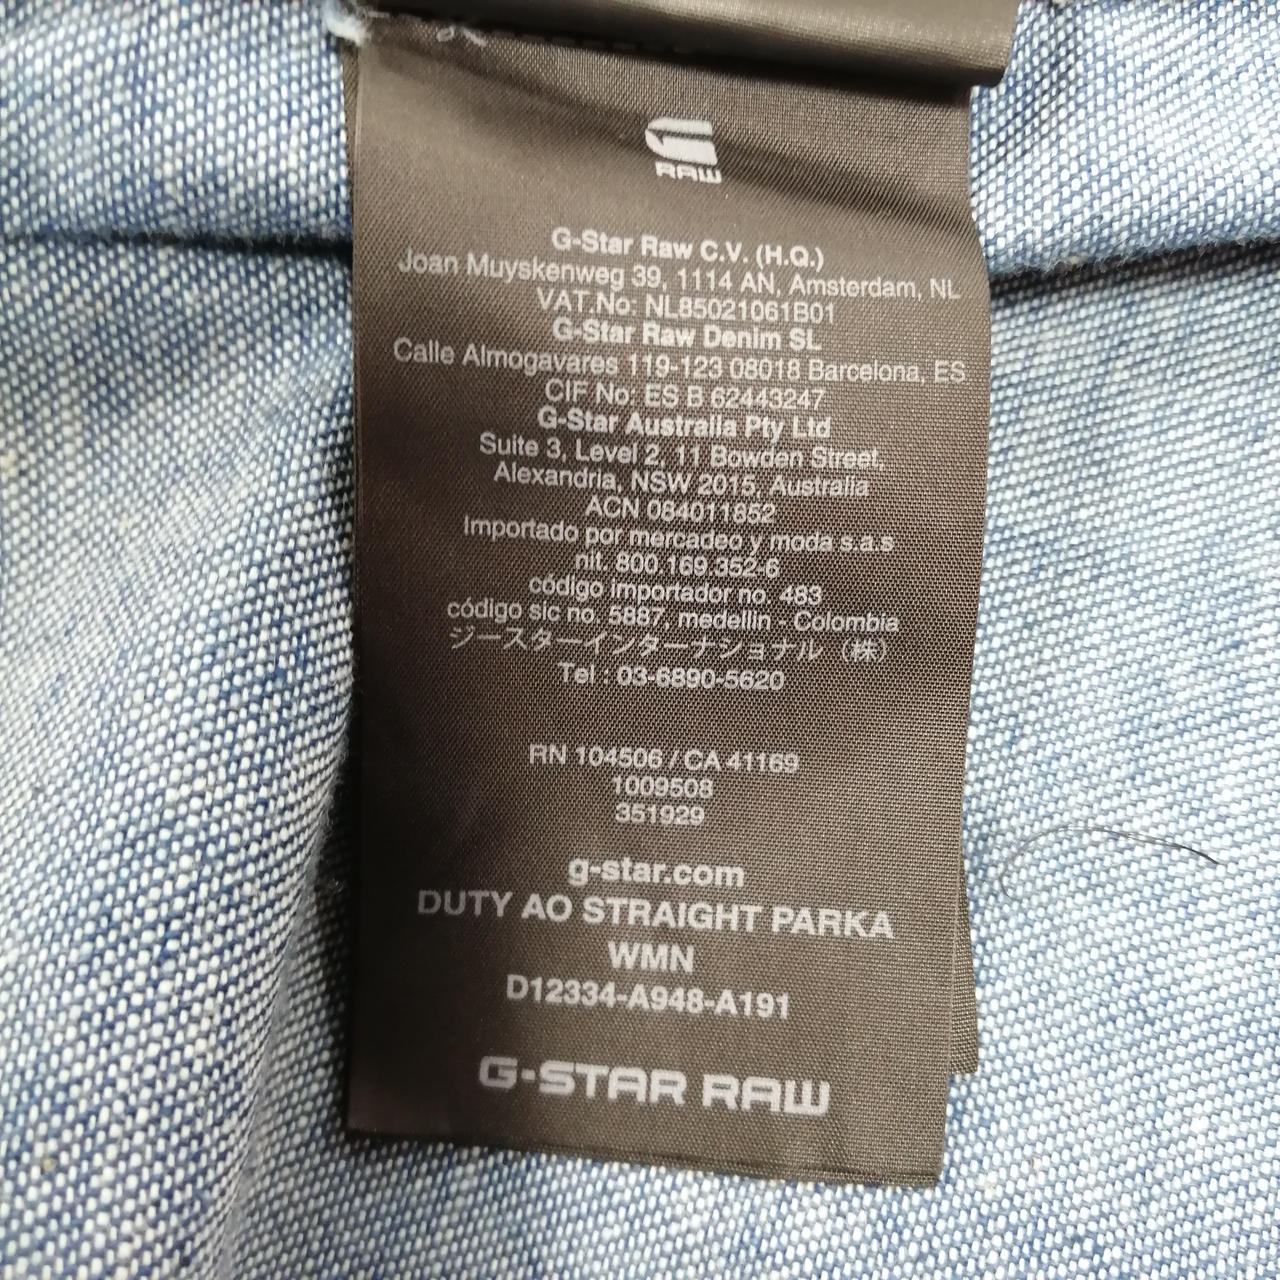 RAW
G-Star Raw C.V. (H.Q.)
Joan Muyskenweg 39, 1114 AN, Amsterdam, NL
VAT.No: NL85021061B01
G-Star Raw Denim SL
Calle Almogavares 119-123 08018 Barcelona, ES
CIF No: ES B 62443247
G-Star Australia Pty Ltd
Suite 3, Level 2, 11 Bowden Street,
Alexandria, NSW 2015, Australia
ACN 084011852
Importado por mercadeo y moda s.a.s
nit. 800.169.352-6
código importador no. 483
código sic no. 5887, medellin - Colombia
ジースターインターナショナル（株）
Tel : 03-6890-5620
RN 104506 / CA 41169
1009508
351929
g-star.com
DUTY AO STRAIGHT PARKA
WMN
D12334-A948-A191
G-STAR RAW